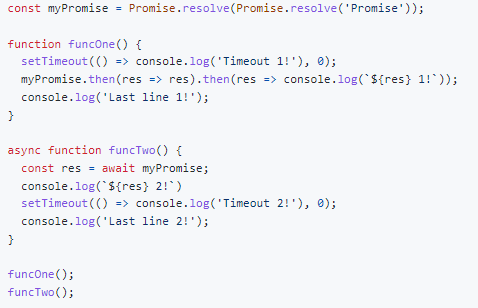 const myPromise = Promise.resolve(Promise.resolve('Promise'));

function funcOne() {
  setTimeout(() => console.log('Timeout 1!'), 0);
  myPromise.then(res => res).then(res => console.log(`${res} 1!`));
  console.log('Last line 1!');
}

async function funcTwo() {
  const res = await myPromise;
  console.log(`${res} 2!`)
  setTimeout(() => console.log('Timeout 2!'), 0);
  console.log('Last line 2!');
}

funcOne();
funcTwo();